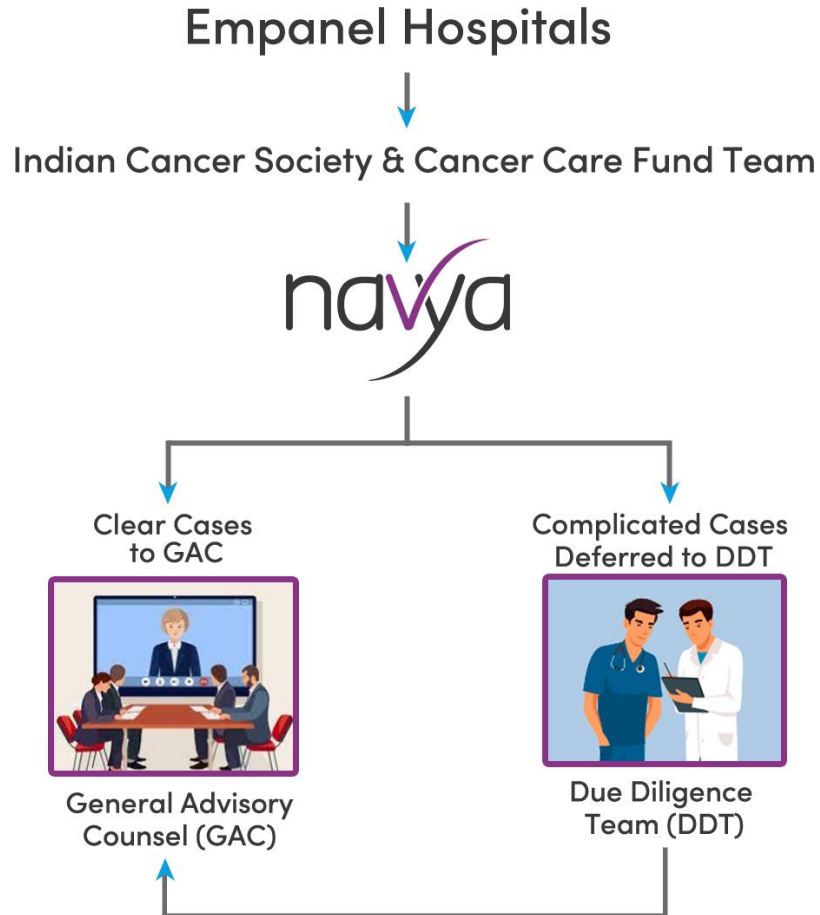 Empanel Hospitals
Indian Cancer Society & Cancer Care Fund Team
navya
Clear Cases
to GAC
General Advisory
Counsel (GAC)
Complicated Cases
Deferred to DDT
Due Diligence
Team (DDT)